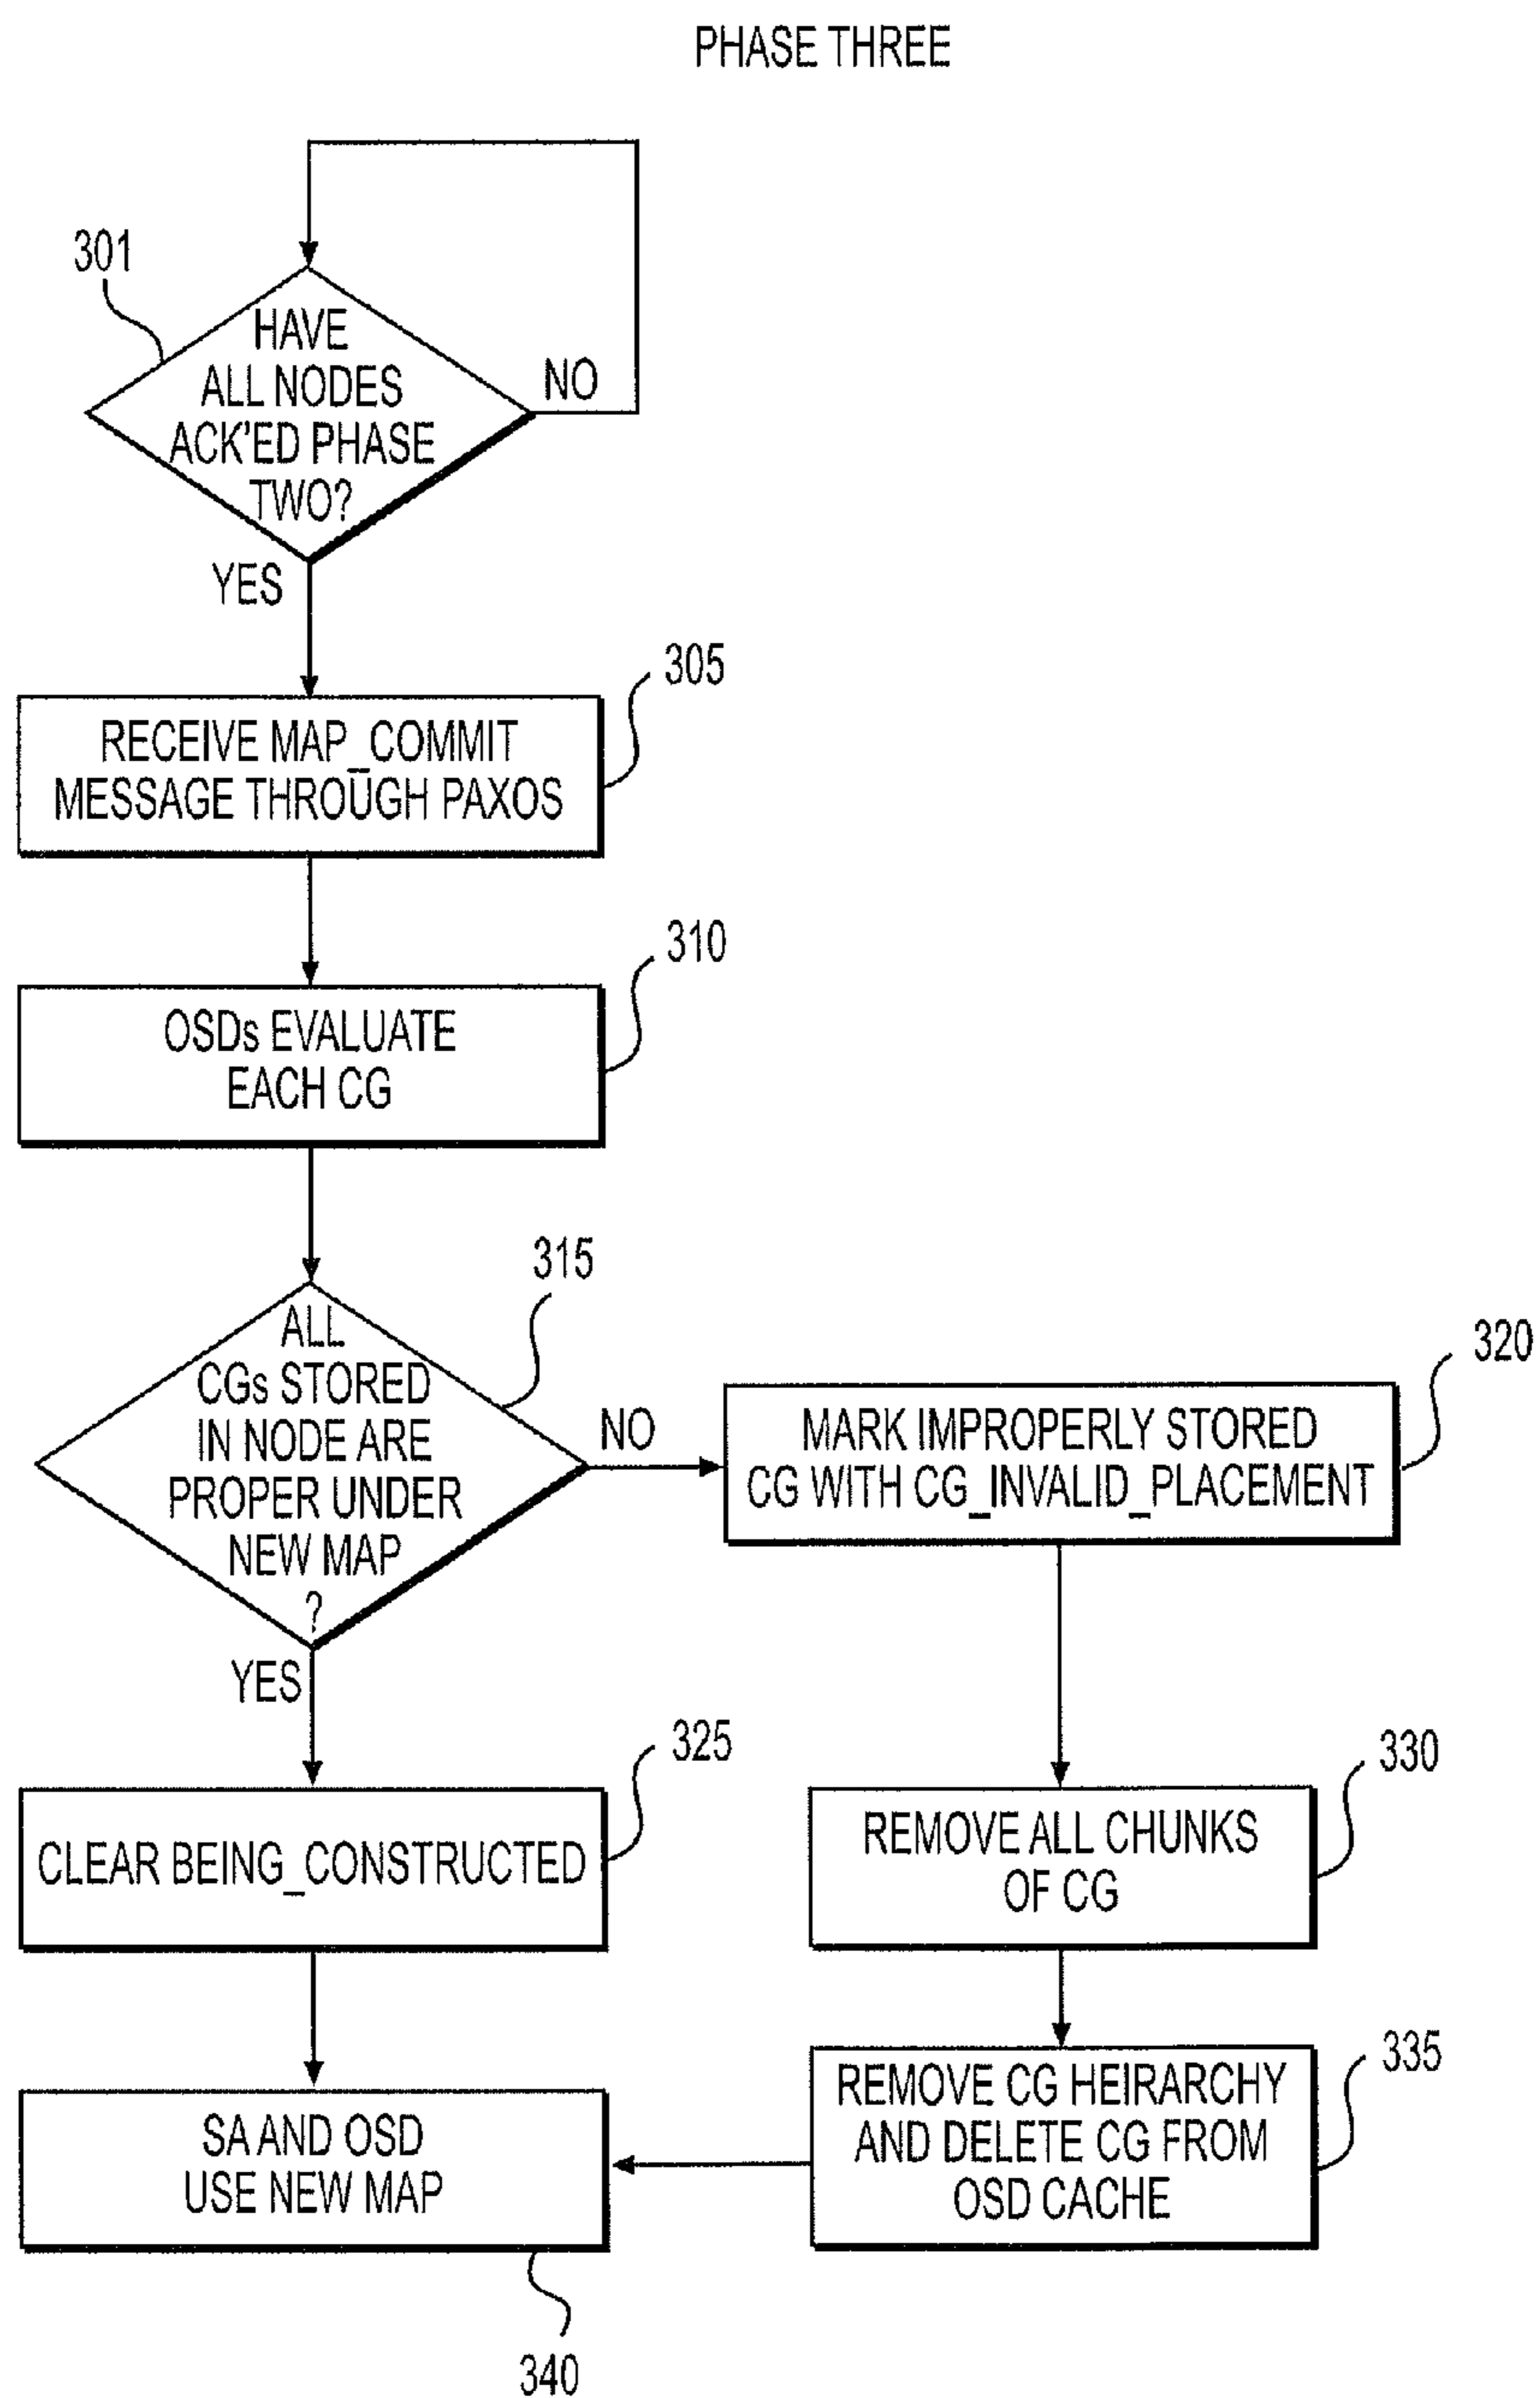 PHASE THREE
301
HAVE
ALL NODES
ACK'ED PHASE
TWO?
NO
YES
305
RECEIVE MAP_COMMIT
MESSAGE THROUGH PAXOS
310
OSDs EVALUATE
EACH CG
315
ALL
CGs STORED
IN NODE ARE
PROPER UNDER
NEW MAP
?
NO
YES
320
MARK IMPROPERLY STORED
CG WITH CG_INVALID_PLACEMENT
325
CLEAR BEING_CONSTRUCTED
330
REMOVE ALL CHUNKS
OF CG
335
REMOVE CG HEIRARCHY
AND DELETE CG FROM
OSD CACHE
SA AND OSD
USE NEW MAP
340